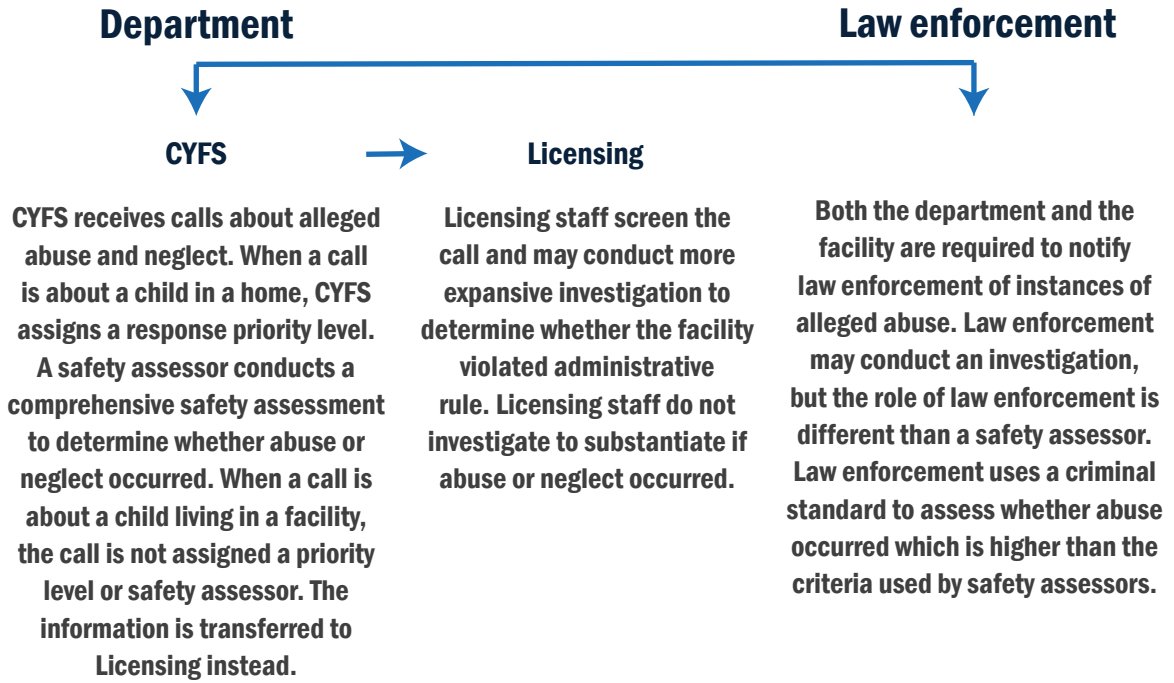 Department
Law enforcement
CYFS
Licensing
CYFS receives calls about alleged
abuse and neglect. When a call
is about a child in a home, CYFS
assigns a response priority level.
A safety assessor conducts a
comprehensive safety assessment
to determine whether abuse or
neglect occurred. When a call is
about a child living in a facility,
the call is not assigned a priority
level or safety assessor. The
information is transferred to
Licensing instead.
Licensing staff screen the
call and may conduct more
expansive investigation to
determine whether the facility
violated administrative
rule. Licensing staff do not
investigate to substantiate if
abuse or neglect occurred.
Both the department and the
facility are required to notify
law enforcement of instances of
alleged abuse. Law enforcement
may conduct an investigation,
but the role of law enforcement is
different than a safety assessor.
Law enforcement uses a criminal
standard to assess whether abuse
occurred which is higher than the
criteria used by safety assessors.